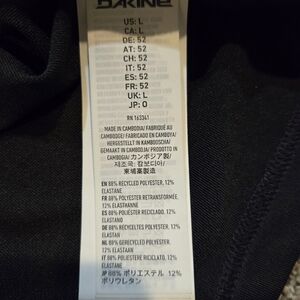 DAKINE
US: L
CA: L
DE: 52
AT: 52
CH: 52
IT: 52
ES: 52
FR: 52
UK: L
JP: O
RN 163341
MADE IN CAMBODIA/ FABRIQUÉ AU
CAMBODGE/ FABRICADO EN CAMBOYA/
HERGESTELLT IN KAMBODSCHA/
GEMAAKT IN CAMBODJA/ PRODOTTO IN
CAMBOGIA/ カンボジア製/
제조국: 캄보디아/
柬埔寨製造
EN 88% RECYCLED POLYESTER, 12%
ELASTANE
FR 88% POLYESTER RETRANSFORMÉE,
12% ÉLASTHANNE
ES 88% POLIÉSTER RECICLADO, 12%
ELASTANO
DE 88% RECYCELTES POLYESTER, 12%
ELASTHAN
NL 88% GERECYCLED POLYESTER, 12%
ELASTAAN
IT 88% POLIESTERE RICICLATO, 12%
ELASTAN
JP 88% ポリエステル 12%
ポリウレタン